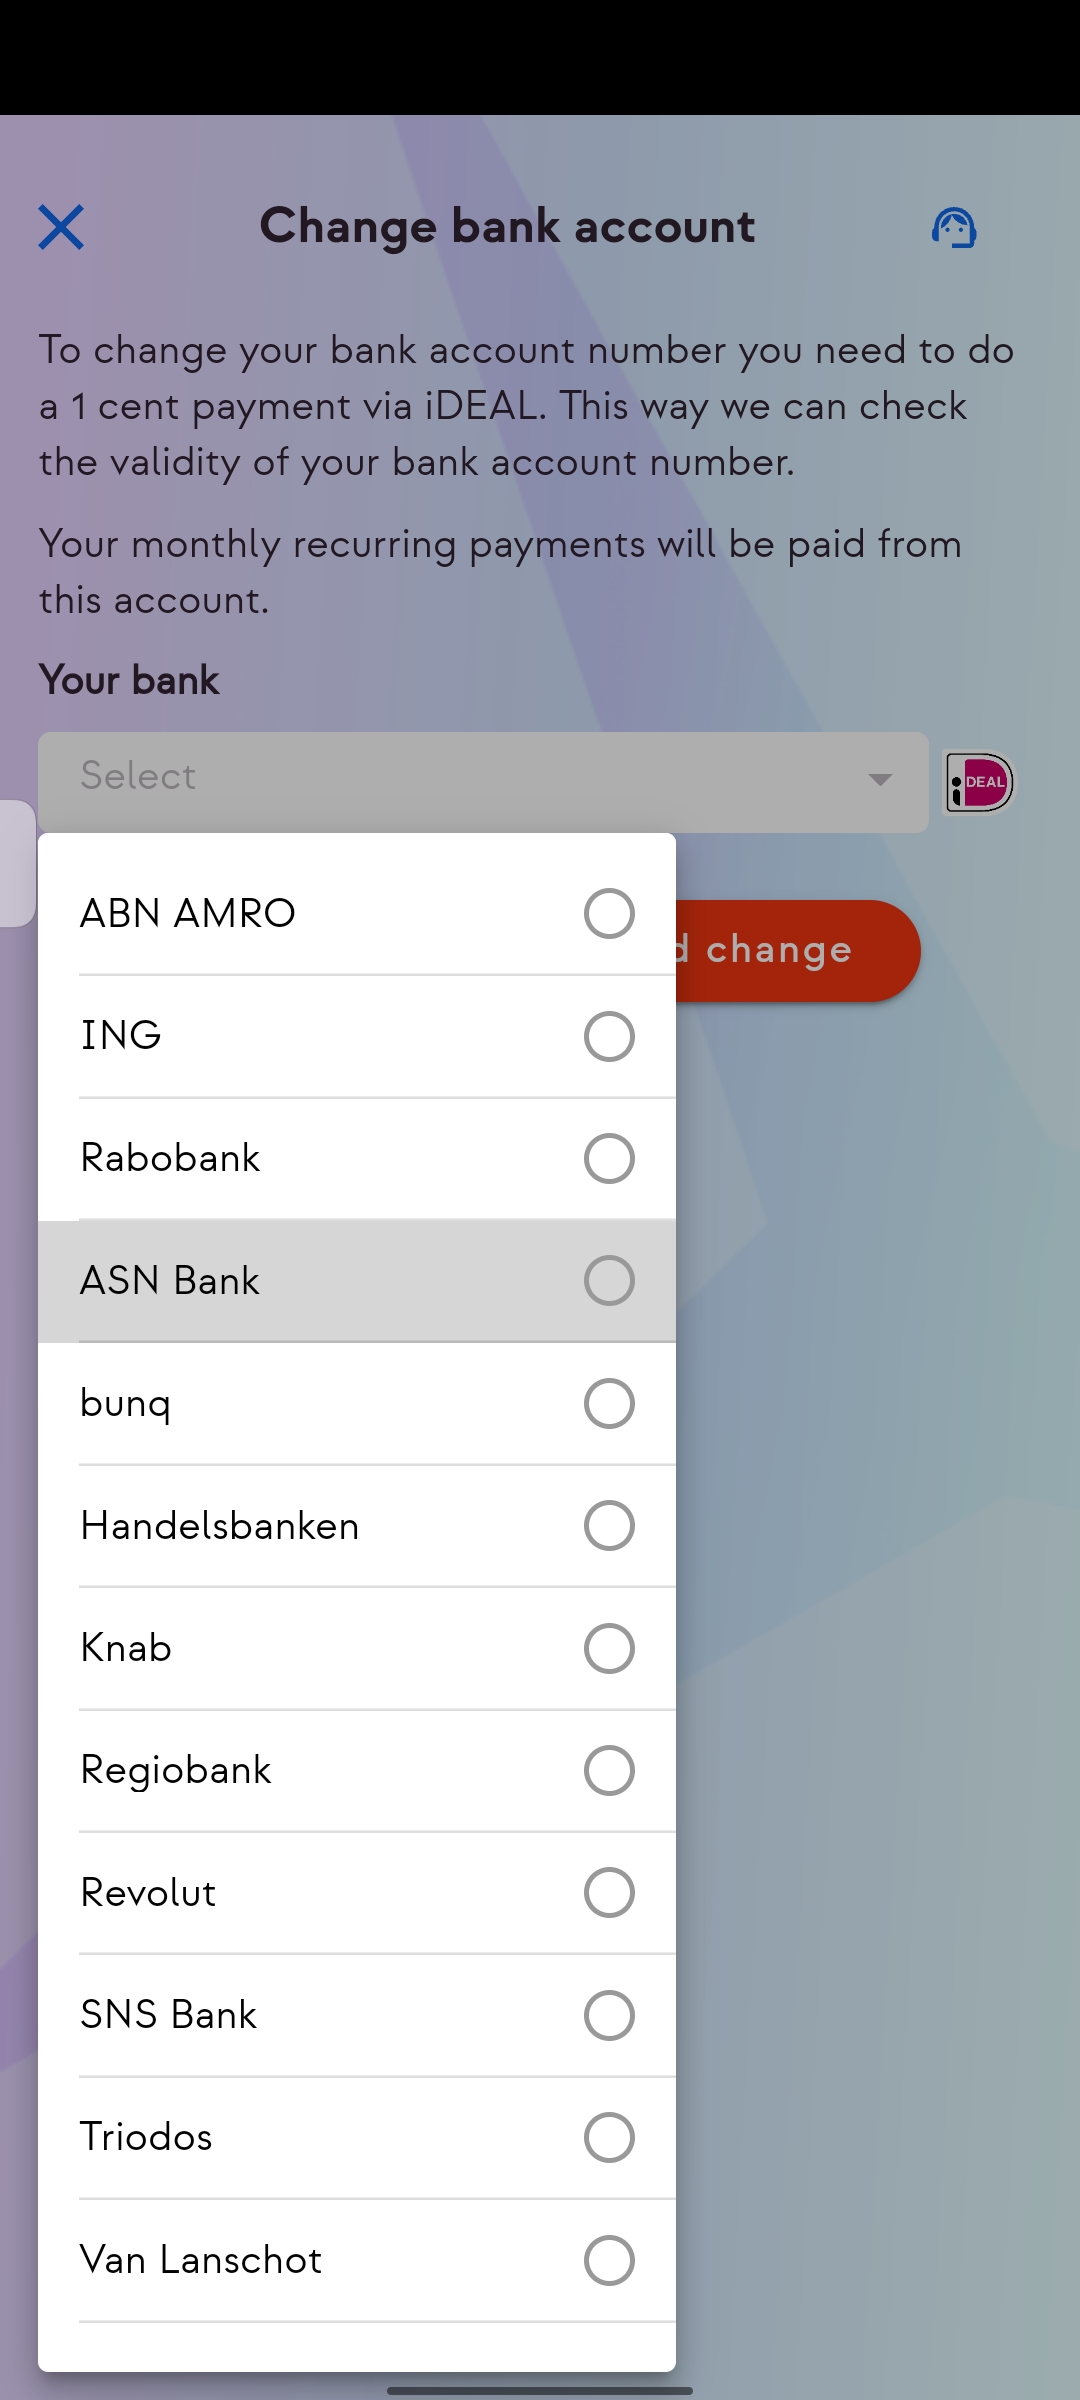 Change bank account
To change your bank account number you need to do
a 1 cent payment via iDEAL. This way we can check
the validity of your bank account number.
Your monthly recurring payments will be paid from
this account.
Your bank
Select
iDEAL
ABN AMRO
d change
ING
Rabobank
ASN Bank
bunq
Handelsbanken
Knab
Regiobank
Revolut
SNS Bank
Triodos
Van Lanschot